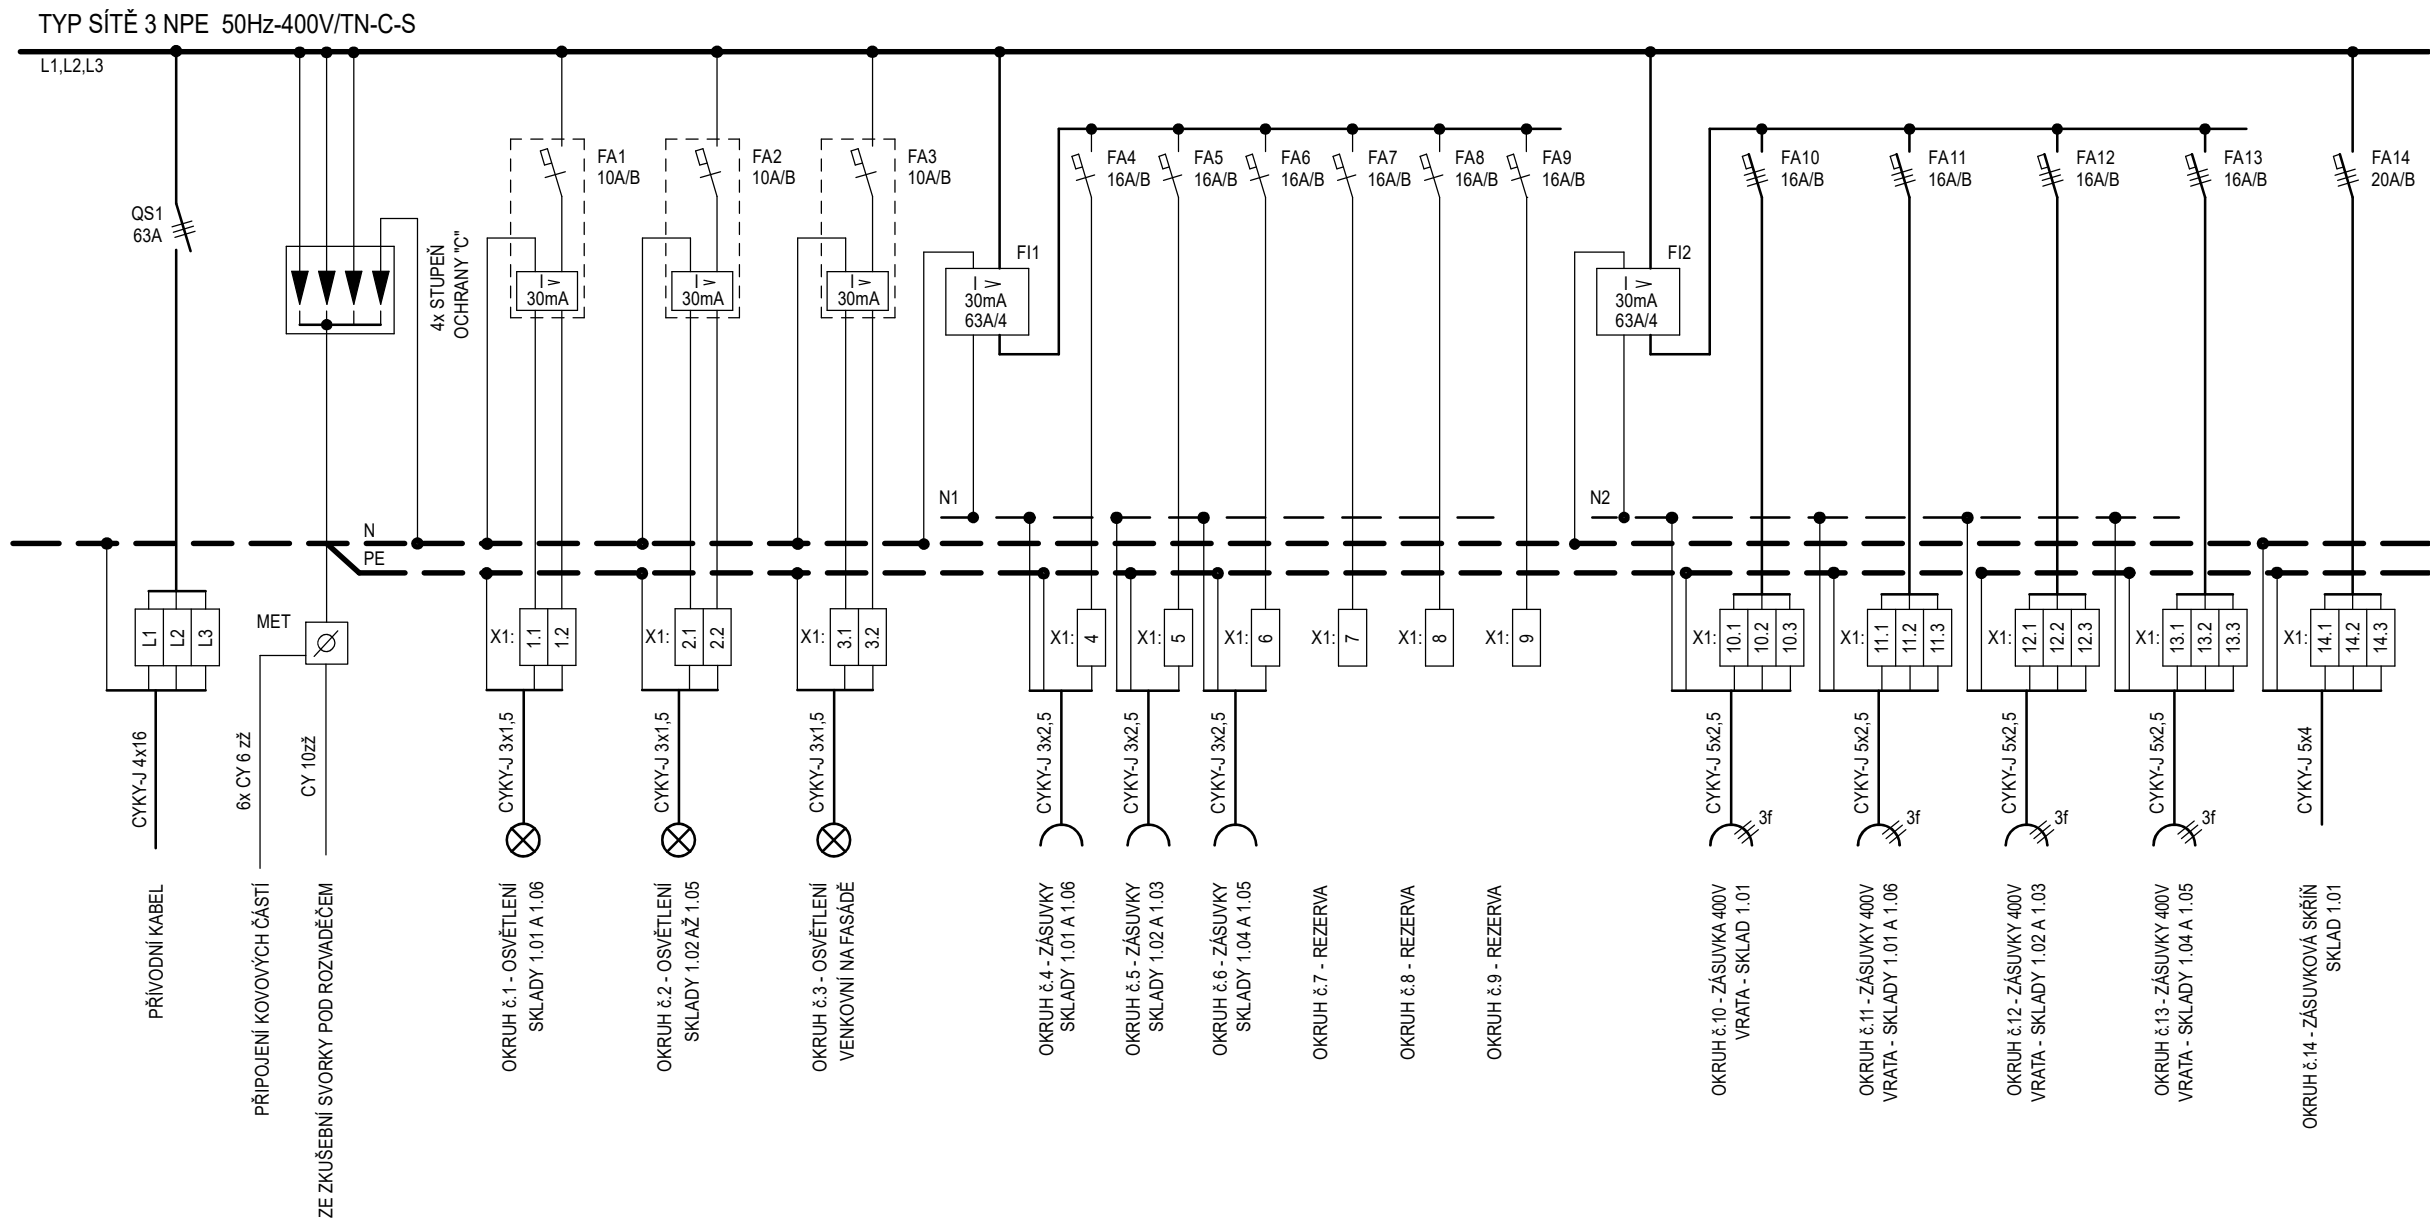 TYP SÍTĚ 3 NPE 50Hz-400V/TN-C-S
L1,L2,L3
QS1
63A
4x STUPEŇ
OCHRANY "C"
FA1
10A/B
I >
30mA
FA2
10A/B
I >
30mA
FA3
10A/B
I >
30mA
FI1
I >
30mA
63A/4
FA4
16A/B
FA5
16A/B
FA6
16A/B
FA7
16A/B
FA8
16A/B
FA9
16A/B
FI2
I >
30mA
63A/4
FA10
16A/B
FA11
16A/B
FA12
16A/B
FA13
16A/B
FA14
20A/B
N1
N2
N
PE
L1
L2
L3
MET
X1:
1.1
1.2
X1:
2.1
2.2
X1:
3.1
3.2
X1:
4
X1:
5
X1:
6
X1:
7
X1:
8
X1:
9
X1:
10.1
10.2
10.3
X1:
11.1
11.2
11.3
X1:
12.1
12.2
12.3
X1:
13.1
13.2
13.3
X1:
14.1
14.2
14.3
CYKY-J 4x16
6x CY 6 zž
CY 10zž
CYKY-J 3x1,5
CYKY-J 3x1,5
CYKY-J 3x1,5
CYKY-J 3x2,5
CYKY-J 3x2,5
CYKY-J 3x2,5
CYKY-J 5x2,5
3f
CYKY-J 5x2,5
3f
CYKY-J 5x2,5
3f
CYKY-J 5x2,5
3f
CYKY-J 5x4
PŘÍVODNÍ KABEL
PŘIPOJENÍ KOVOVÝCH ČÁSTÍ
ZE ZKUŠEBNÍ SVORKY POD ROZVADĚČEM
OKRUH č.1 - OSVĚTLENÍ
SKLADY 1.01 A 1.06
OKRUH č.2 - OSVĚTLENÍ
SKLADY 1.02 AŽ 1.05
OKRUH č.3 - OSVĚTLENÍ
VENKOVNÍ NA FASÁDĚ
OKRUH č.4 - ZÁSUVKY
SKLADY 1.01 A 1.06
OKRUH č.5 - ZÁSUVKY
SKLADY 1.02 A 1.03
OKRUH č.6 - ZÁSUVKY
SKLADY 1.04 A 1.05
OKRUH č.7 - REZERVA
OKRUH č.8 - REZERVA
OKRUH č.9 - REZERVA
OKRUH č.10 - ZÁSUVKA 400V
VRATA - SKLAD 1.01
OKRUH č.11 - ZÁSUVKY 400V
VRATA - SKLADY 1.01 A 1.06
OKRUH č.12 - ZÁSUVKY 400V
VRATA - SKLADY 1.02 A 1.03
OKRUH č.13 - ZÁSUVKY 400V
VRATA - SKLADY 1.04 A 1.05
OKRUH č.14 - ZÁSUVKOVÁ SKŘÍŇ
SKLAD 1.01